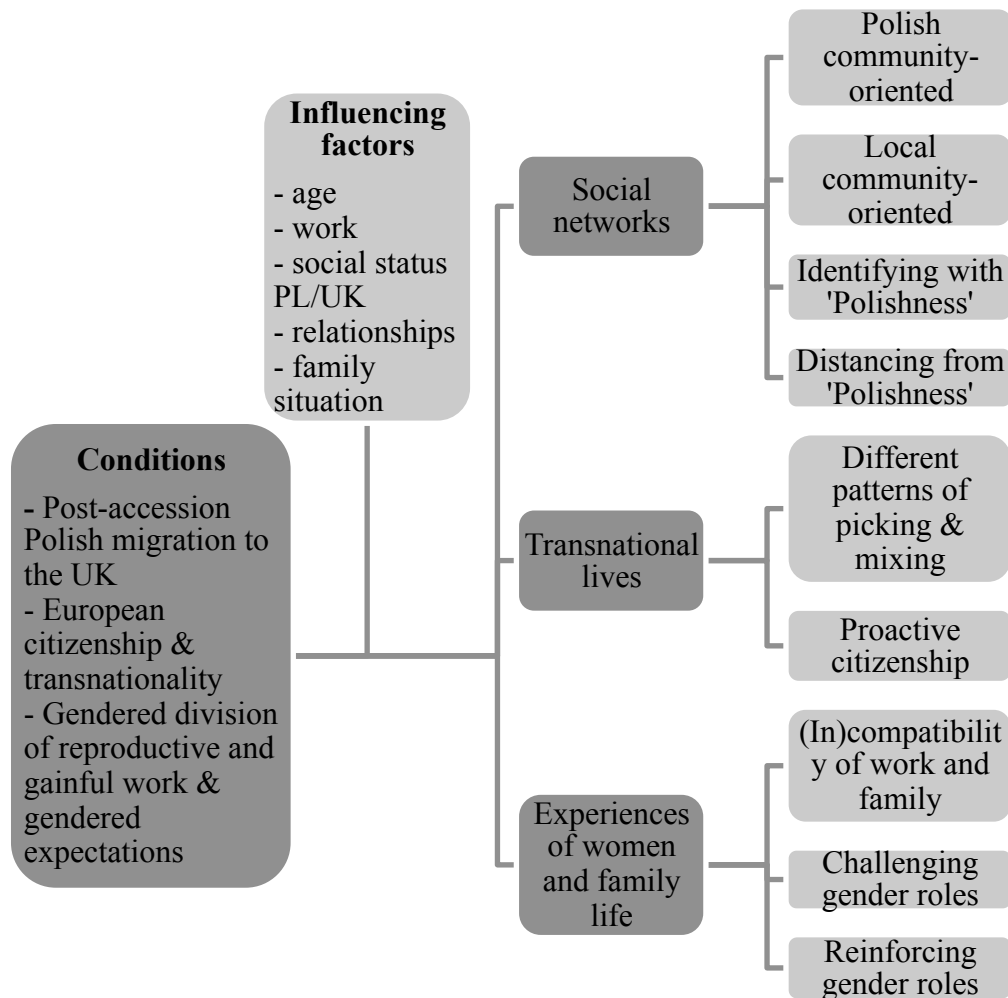 Influencing
factors
- age
- work
- social status
PL/UK
- relationships
- family
situation
Conditions
- Post-accession
Polish migration to
the UK
- European
citizenship &
transnationality
- Gendered division
of reproductive and
gainful work &
gendered
expectations
Social
networks
Polish
community-
oriented
Local
community-
oriented
Identifying with
'Polishness'
Distancing from
'Polishness'
Transnational
lives
Different
patterns of
picking &
mixing
Proactive
citizenship
Experiences
of women
and family
life
(In)compatibilit
y of work and
family
Challenging
gender roles
Reinforcing
gender roles